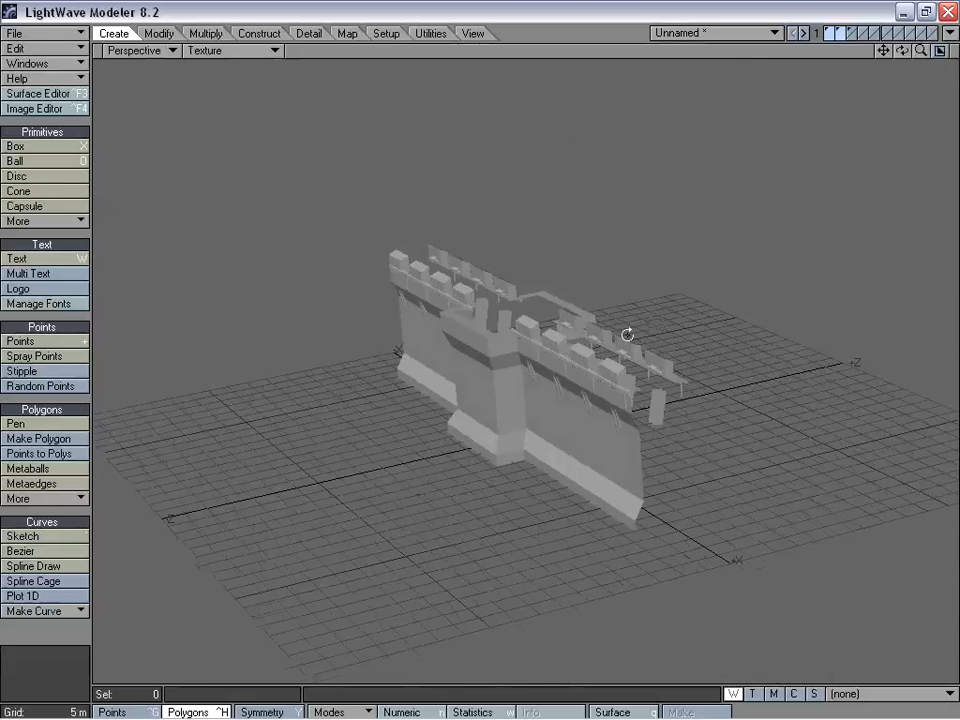 LightWave Modeler 8.2
File Create Modify Multiply Construct Detail Map Setup Utilities View Unnamed * 1
Edit Perspective Texture
Windows
Help
Surface Editor ^F3
Image Editor ^F4
Primitives
Box X
Ball O
Disc
Cone
Capsule
More
Text
Text W
Multi Text
Logo
Manage Fonts
Points
Points +
Spray Points
Stipple
Random Points
Polygons
Pen
Make Polygon
Points to Polys
Metaballs
Metaedges
More
Curves
Sketch
Bezier
Spline Draw
Spline Cage
Plot 1D
Make Curve
Z
Z
X
Sel: 0 W T M C S (none)
Grid: 5 m Points ^G Polygons ^H Symmetry Y Modes Numeric n Statistics w Info i Surface q Make